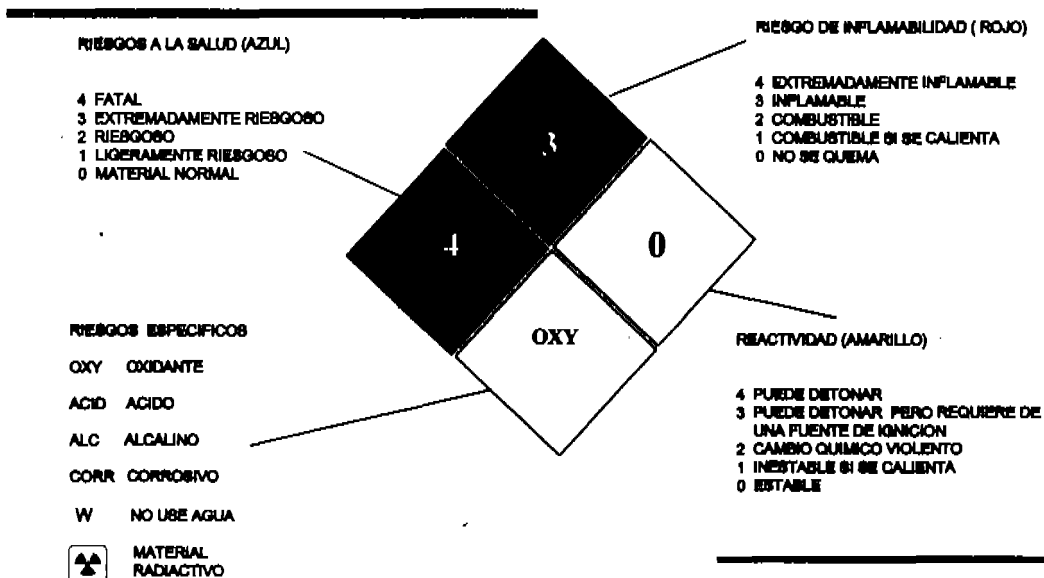 RIESGOS A LA SALUD (AZUL)
4 FATAL
3 EXTREMADAMENTE RIESGOSO
2 RIESGOSO
1 LIGERAMENTE RIESGOSO
0 MATERIAL NORMAL
RIESGO DE INFLAMABILIDAD ( ROJO)
4 EXTREMADAMENTE INFLAMABLE
3 INFLAMABLE
2 COMBUSTIBLE
1 COMBUSTIBLE SI SE CALIENTA
0 NO SE QUEMA
3
4
0
OXY
RIESGOS ESPECIFICOS
OXY OXIDANTE
ACID ACIDO
ALC ALCALINO
CORR CORROSIVO
W NO USE AGUA
MATERIAL
RADIACTIVO
REACTIVIDAD (AMARILLO)
4 PUEDE DETONAR
3 PUEDE DETONAR PERO REQUIERE DE
UNA FUENTE DE IGNICION
2 CAMBIO QUIMICO VIOLENTO
1 INESTABLE SI SE CALIENTA
0 ESTABLE